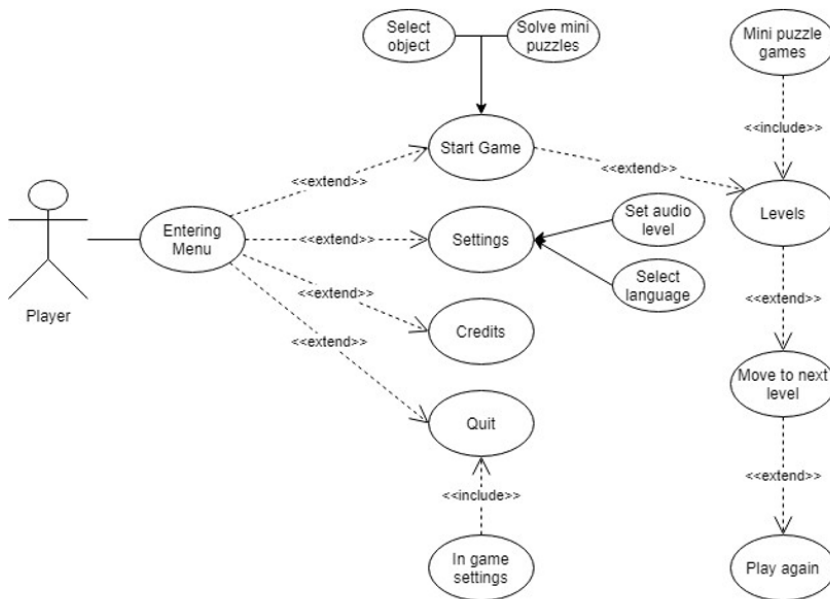 Select
object
Solve mini
puzzles
Mini puzzle
games
<<include>>
Start Game
<<extend>>
<<extend>>
Levels
Set audio
level
Entering
Menu
<<extend>>
Settings
Select
language
<<extend>>
<<extend>>
Player
Credits
<<extend>>
Move to next
level
Quit
<<extend>>
<<include>>
In game
settings
Play again